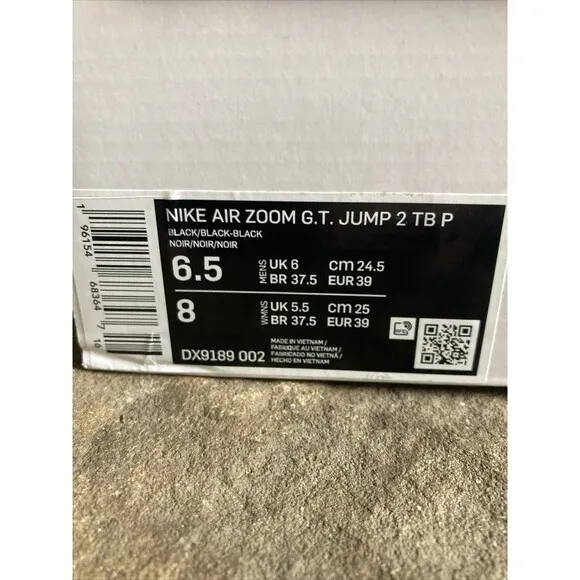 NIKE AIR ZOOM G.T. JUMP 2 TB P
BLACK/BLACK-BLACK
NOIR/NOIR/NOIR
6.5 MENS UK 6 cm 24.5
BR 37.5 EUR 39
8 WMNS UK 5.5 cm 25
BR 37.5 EUR 39
DX9189 002
MADE IN VIETNAM /
FABRIQUÉ AU VIETNAM /
FABRICADO NO VIETNÃ /
HECHO EN VIETNAM
1 96154 68364 7
10